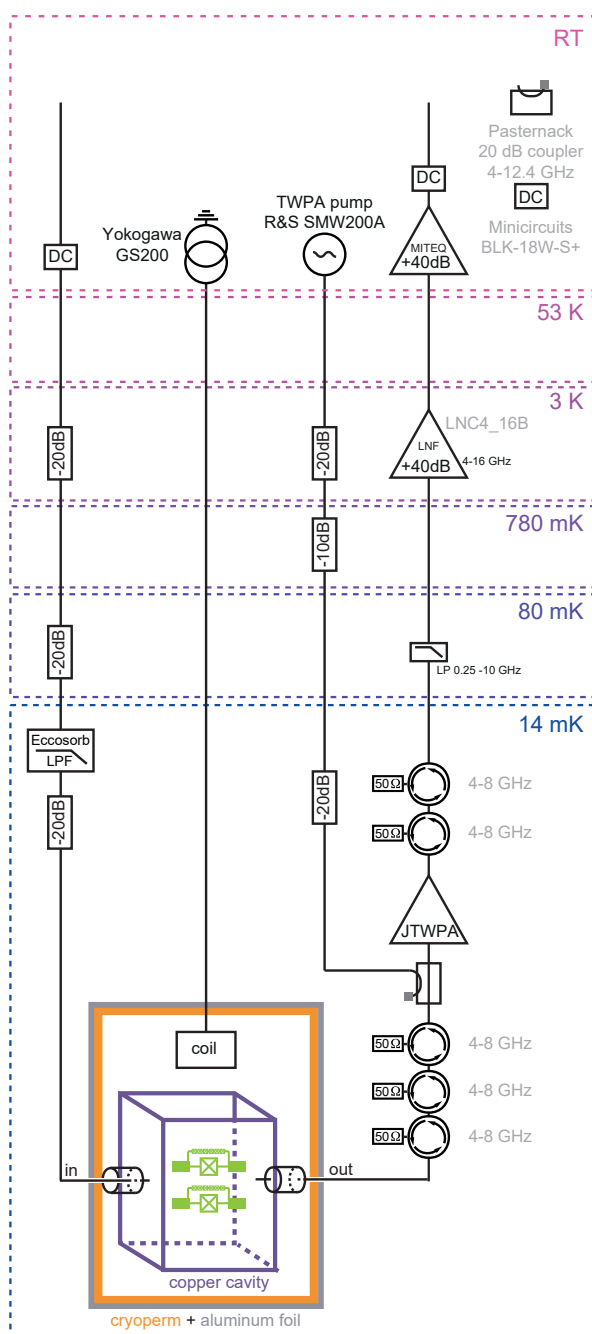 RT
Pasternack
20 dB coupler
4-12.4 GHz
DC
Minicircuits
BLK-18W-S+
DC
Yokogawa
GS200
TWPA pump
R&S SMW200A
DC
MITEQ
+40dB
53 K
3 K
-20dB
-20dB
LNC4_16B
LNF
+40dB
4-16 GHz
780 mK
-10dB
80 mK
-20dB
LP 0.25 -10 GHz
14 mK
Eccosorb
LPF
-20dB
-20dB
50Ω
4-8 GHz
50Ω
4-8 GHz
JTWPA
coil
50Ω
4-8 GHz
50Ω
4-8 GHz
50Ω
4-8 GHz
in
out
copper cavity
cryoperm + aluminum foil